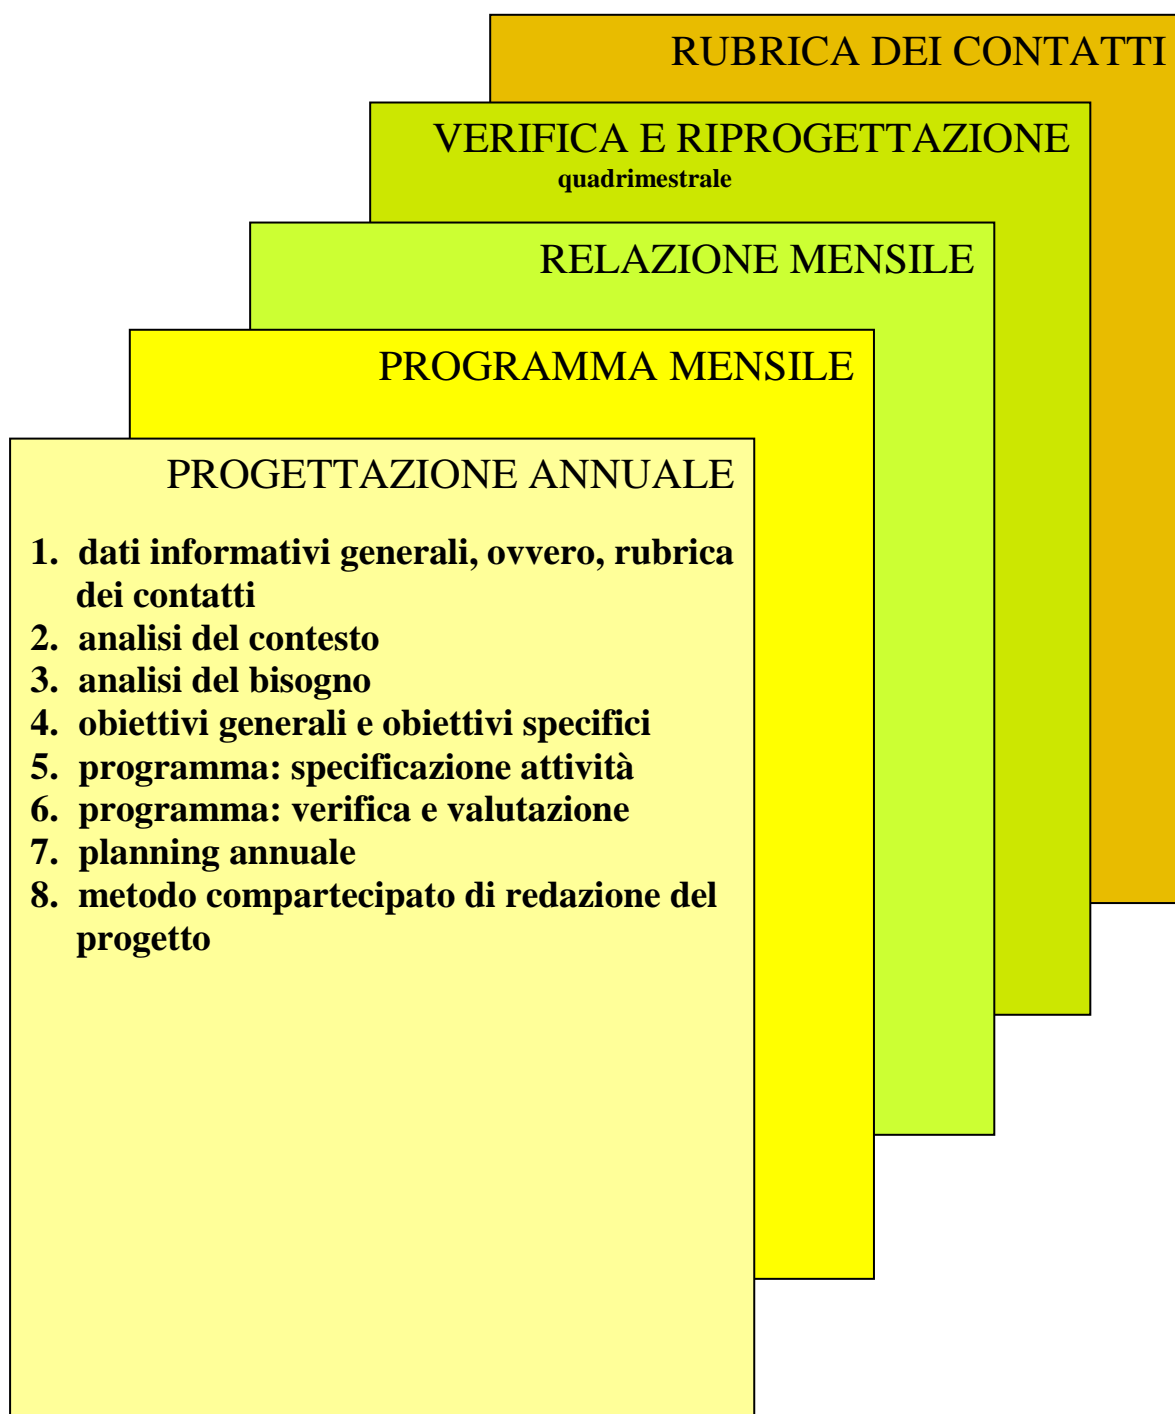 RUBRICA DEI CONTATTI
VERIFICA E RIPROGETTAZIONE
quadrimestrale
RELAZIONE MENSILE
PROGRAMMA MENSILE
PROGETTAZIONE ANNUALE
1. dati informativi generali, ovvero, rubrica
dei contatti
2. analisi del contesto
3. analisi del bisogno
4. obiettivi generali e obiettivi specifici
5. programma: specificazione attività
6. programma: verifica e valutazione
7. planning annuale
8. metodo compartecipato di redazione del
progetto